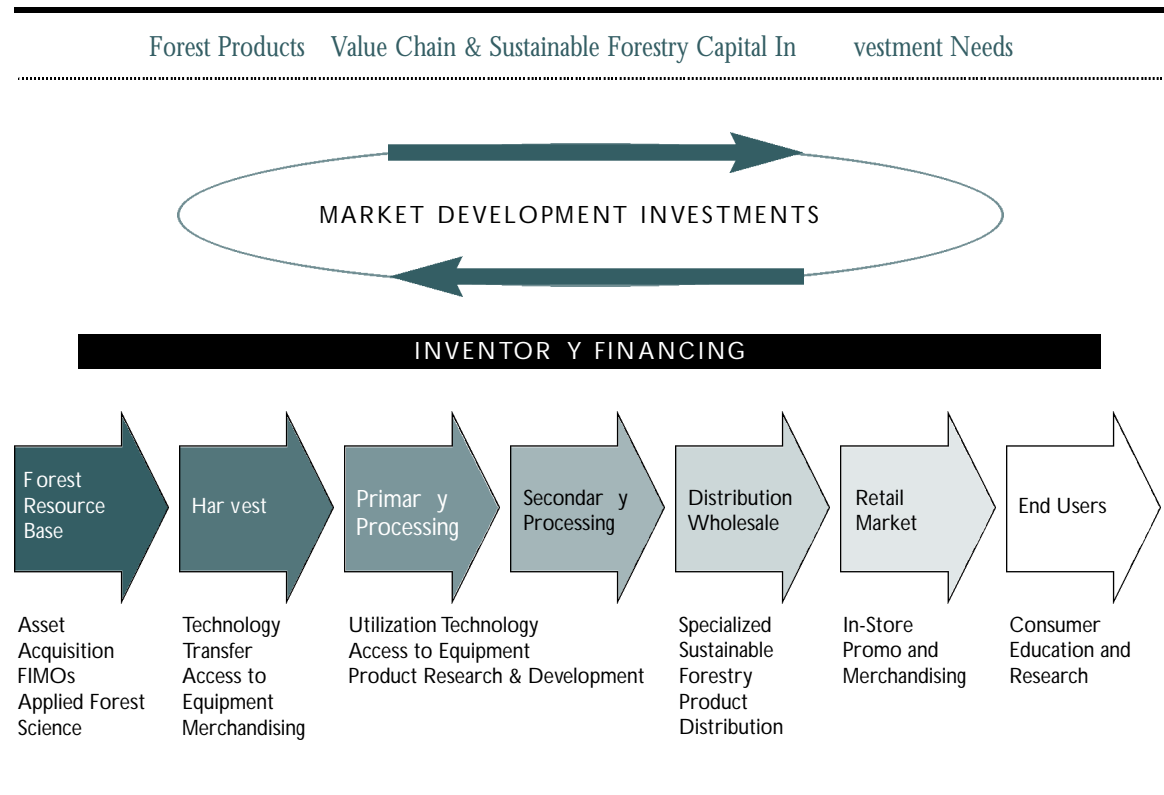 Forest Products Value Chain & Sustainable Forestry Capital In vestment Needs
MARKET DEVELOPMENT INVESTMENTS
INVENTOR Y FINANCING
Forest
Resource
Base
Har vest
Primar y
Processing
Secondar y
Processing
Distribution
Wholesale
Retail
Market
End Users
Asset
Acquisition
FIMOs
Applied Forest
Science
Technology
Transfer
Access to
Equipment
Merchandising
Utilization Technology
Access to Equipment
Product Research & Development
Specialized
Sustainable
Forestry
Product
Distribution
In-Store
Promo and
Merchandising
Consumer
Education and
Research